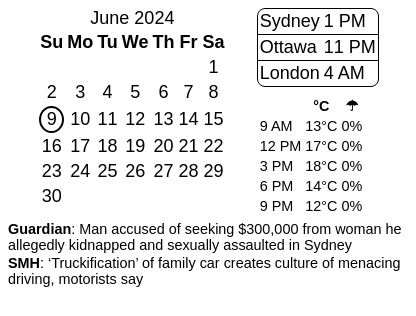 June 2024
Su Mo Tu We Th Fr Sa
1
2 3 4 5 6 7 8
9 10 11 12 13 14 15
16 17 18 19 20 21 22
23 24 25 26 27 28 29
30
Sydney 1 PM
Ottawa 11 PM
London 4 AM
°C ☂
9 AM 13°C 0%
12 PM 17°C 0%
3 PM 18°C 0%
6 PM 14°C 0%
9 PM 12°C 0%
Guardian: Man accused of seeking $300,000 from woman he
allegedly kidnapped and sexually assaulted in Sydney
SMH: ‘Truckification’ of family car creates culture of menacing
driving, motorists say